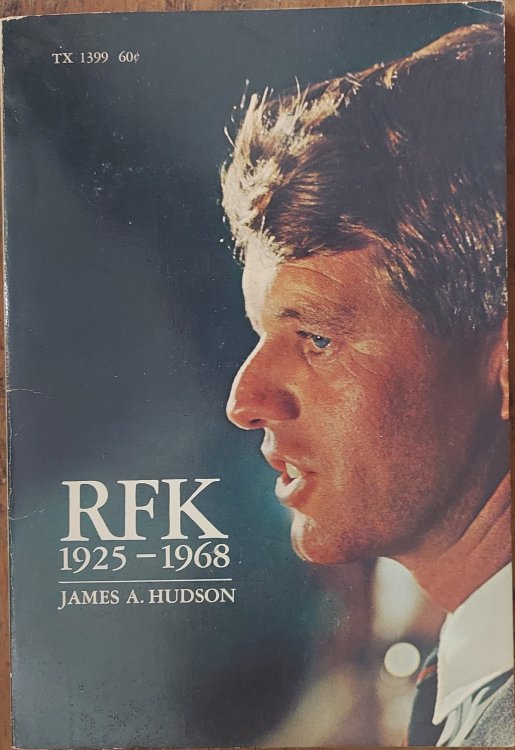 TX 1399 60¢
RFK
1925–1968
JAMES A. HUDSON